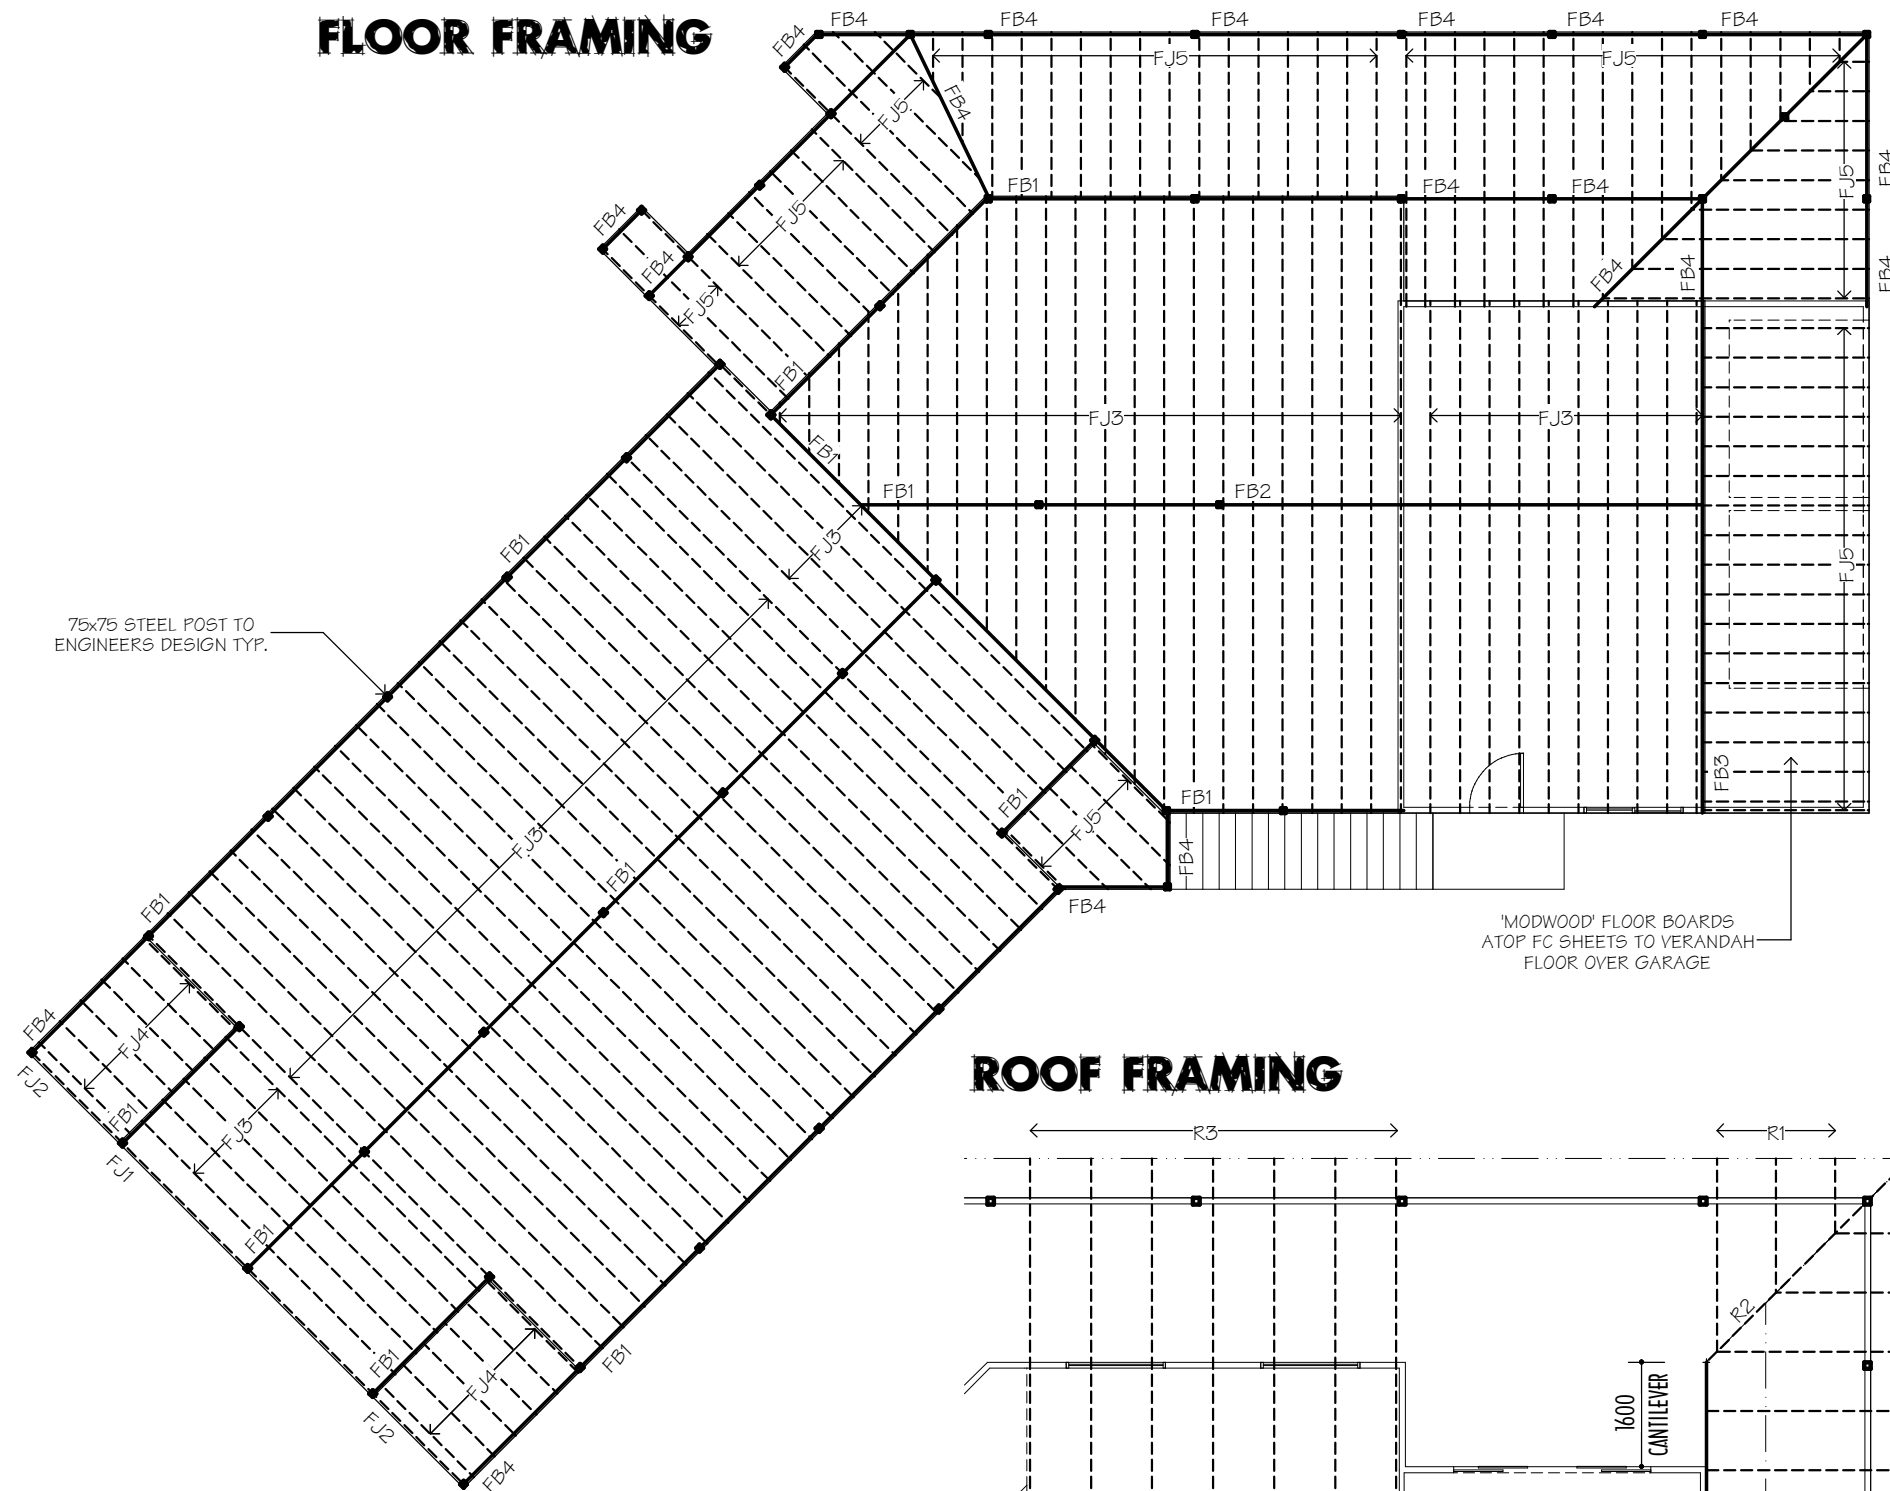 FLOOR FRAMING
FB4
FB4
FB4
FB4
FB4
FB4
FB4
FJ5
FJ5
FB4
FJ5
FJ5
FB4
FB1
FB4
FB4
FJ5
FB4
FB4
FB4
FB4
FB4
FJ5
FJ5
FB1
FJ3
FJ3
FB1
FB1
FB2
FJ3
FB1
FJ5
75x75 STEEL POST TO
ENGINEERS DESIGN TYP.
FB3
FB1
FB1
FJ5
FJ3
FB4
FB1
FB4
'MODWOOD' FLOOR BOARDS
ATOP FC SHEETS TO VERANDAH
FLOOR OVER GARAGE
FB1
FB4
FJ4
FJ2
FB1
FJ3
FJ1
FB1
FB1
FJ4
FB1
FJ2
FB4
ROOF FRAMING
R3
R1
R2
1600
CANTILEVER